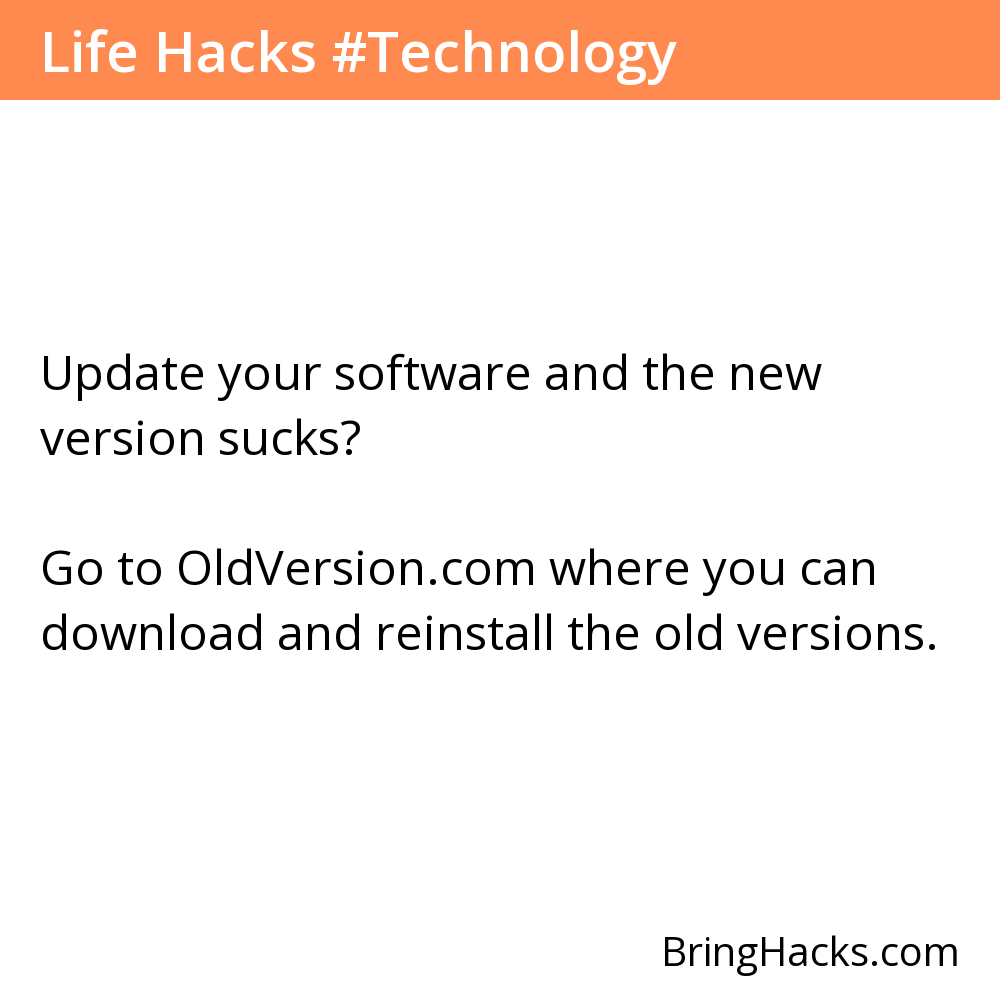 Life Hacks #Technology
Update your software and the new
version sucks?
Go to OldVersion.com where you can
download and reinstall the old versions.
BringHacks.com